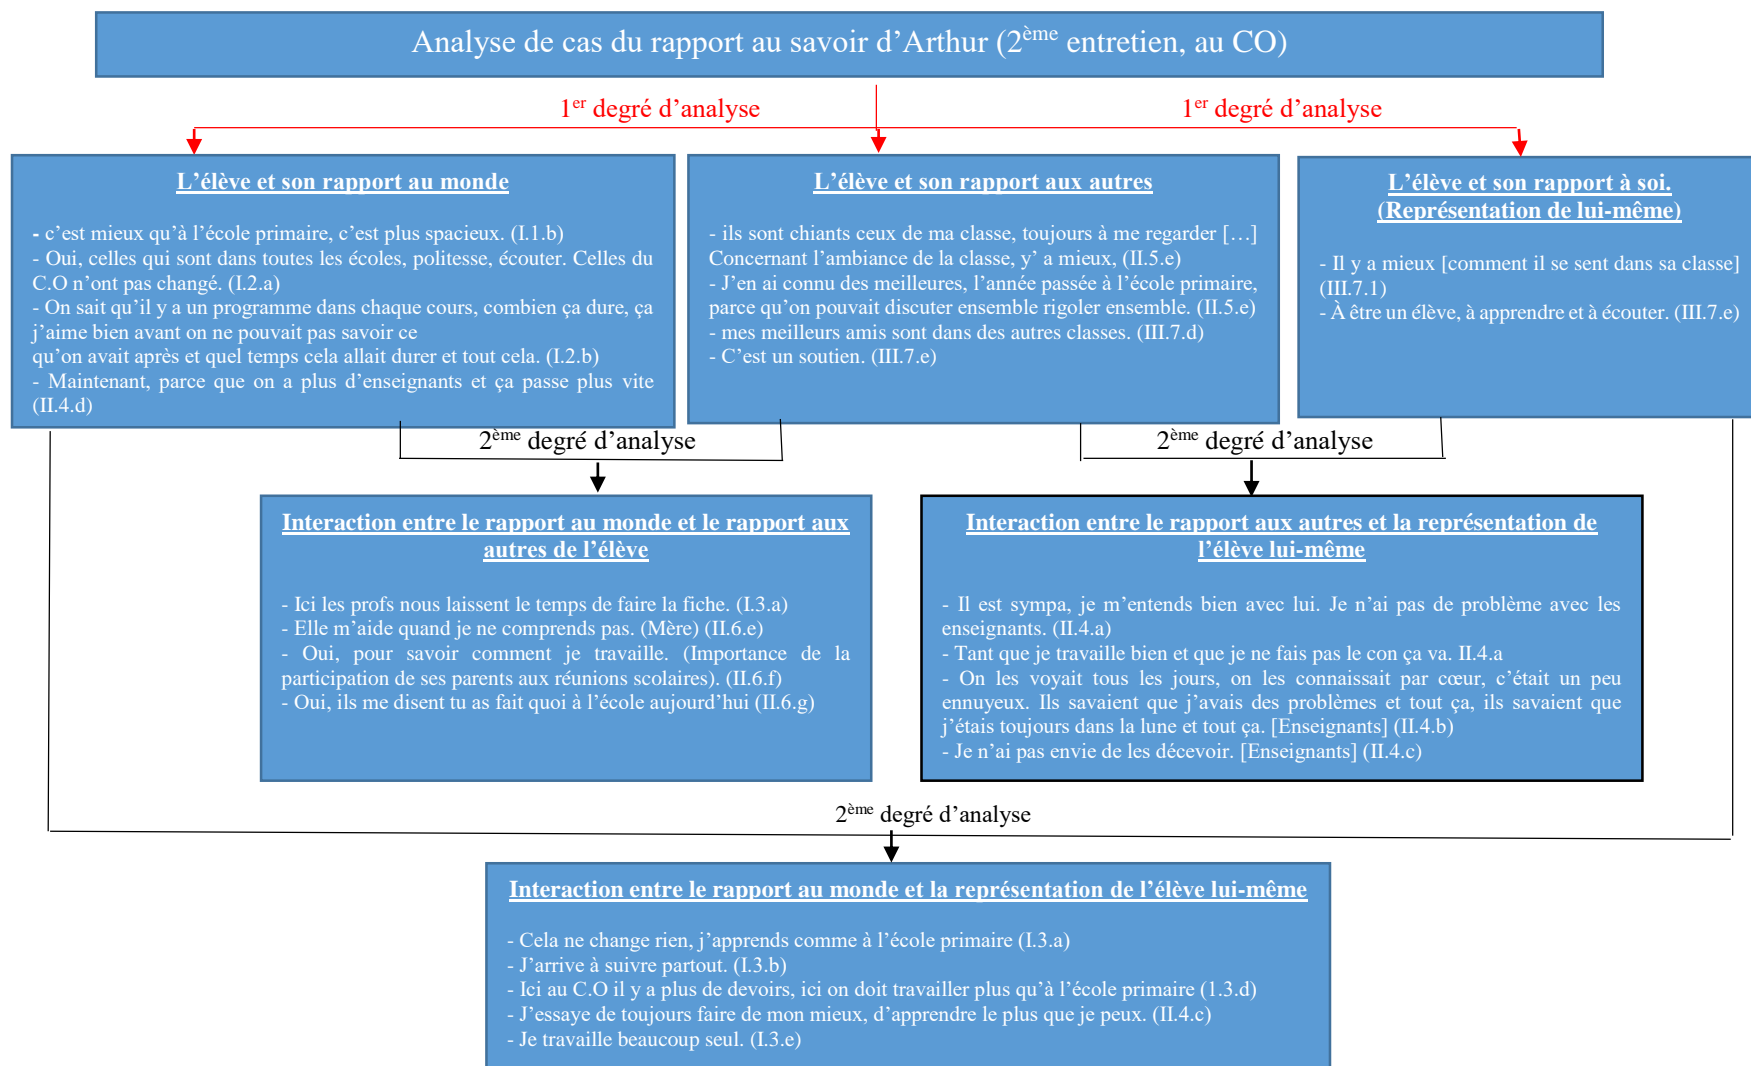 Analyse de cas du rapport au savoir d’Arthur (2ème entretien, au CO)
1er degré d’analyse
1er degré d’analyse
L’élève et son rapport au monde
- c’est mieux qu’à l’école primaire, c’est plus spacieux. (I.1.b)
- Oui, celles qui sont dans toutes les écoles, politesse, écouter. Celles du
C.O n’ont pas changé. (I.2.a)
- On sait qu’il y a un programme dans chaque cours, combien ça dure, ça
j’aime bien avant on ne pouvait pas savoir ce
qu’on avait après et quel temps cela allait durer et tout cela. (I.2.b)
- Maintenant, parce que on a plus d’enseignants et ça passe plus vite
(II.4.d)
L’élève et son rapport aux autres
- ils sont chiants ceux de ma classe, toujours à me regarder […]
Concernant l’ambiance de la classe, y’ a mieux, (II.5.e)
- J’en ai connu des meilleures, l’année passée à l’école primaire,
parce qu’on pouvait discuter ensemble rigoler ensemble. (II.5.e)
- mes meilleurs amis sont dans des autres classes. (III.7.d)
- C’est un soutien. (III.7.e)
L’élève et son rapport à soi.
(Représentation de lui-même)
- Il y a mieux [comment il se sent dans sa classe]
(III.7.1)
- À être un élève, à apprendre et à écouter. (III.7.e)
2ème degré d’analyse
2ème degré d’analyse
Interaction entre le rapport au monde et le rapport aux
autres de l’élève
- Ici les profs nous laissent le temps de faire la fiche. (I.3.a)
- Elle m’aide quand je ne comprends pas. (Mère) (II.6.e)
- Oui, pour savoir comment je travaille. (Importance de la
participation de ses parents aux réunions scolaires). (II.6.f)
- Oui, ils me disent tu as fait quoi à l’école aujourd’hui (II.6.g)
Interaction entre le rapport aux autres et la représentation de
l’élève lui-même
- Il est sympa, je m’entends bien avec lui. Je n’ai pas de problème avec les
enseignants. (II.4.a)
- Tant que je travaille bien et que je ne fais pas le con ça va. II.4.a
- On les voyait tous les jours, on les connaissait par cœur, c’était un peu
ennuyeux. Ils savaient que j’avais des problèmes et tout ça, ils savaient que
j’étais toujours dans la lune et tout ça. [Enseignants] (II.4.b)
- Je n’ai pas envie de les décevoir. [Enseignants] (II.4.c)
2ème degré d’analyse
Interaction entre le rapport au monde et la représentation de l’élève lui-même
- Cela ne change rien, j’apprends comme à l’école primaire (I.3.a)
- J’arrive à suivre partout. (I.3.b)
- Ici au C.O il y a plus de devoirs, ici on doit travailler plus qu’à l’école primaire (1.3.d)
- J’essaye de toujours faire de mon mieux, d’apprendre le plus que je peux. (II.4.c)
- Je travaille beaucoup seul. (I.3.e)